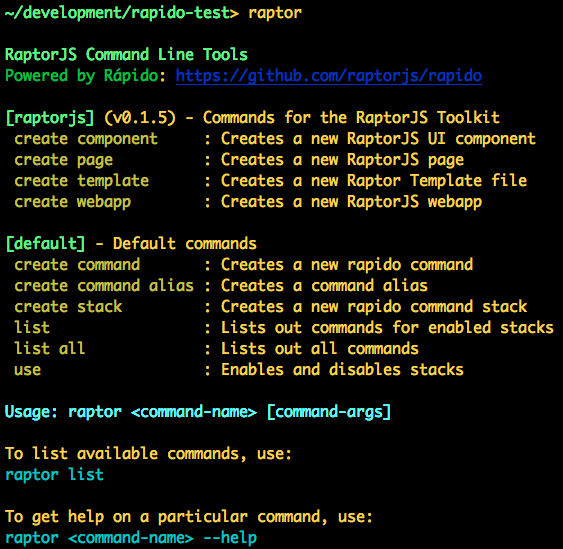 ~/development/rapido-test> raptor
RaptorJS Command Line Tools
Powered by Rápido: https://github.com/raptorjs/rapido
[raptorjs] (v0.1.5) - Commands for the RaptorJS Toolkit
create component : Creates a new RaptorJS UI component
create page : Creates a new RaptorJS page
create template : Creates a new Raptor Template file
create webapp : Creates a new RaptorJS webapp
[default] - Default commands
create command : Creates a new rapido command
create command alias : Creates a command alias
create stack : Creates a new rapido command stack
list : Lists out commands for enabled stacks
list all : Lists out all commands
use : Enables and disables stacks
Usage: raptor <command-name> [command-args]
To list available commands, use:
raptor list
To get help on a particular command, use:
raptor <command-name> --help